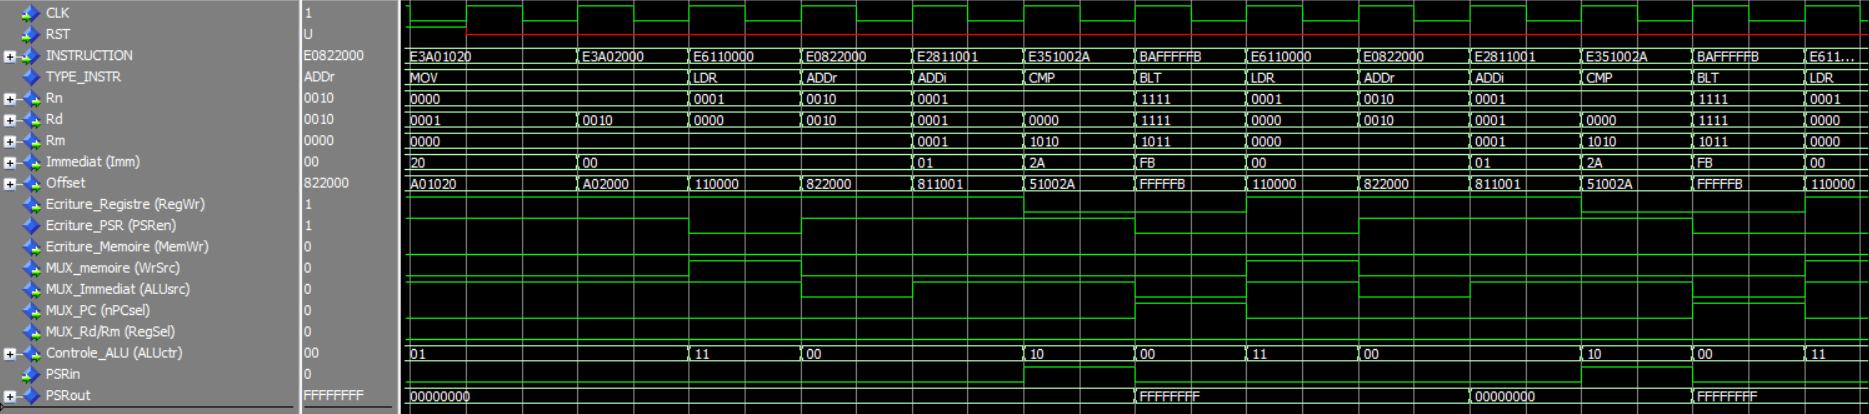 CLK 1
RST U
INSTRUCTION E0822000 E3A01020 E3A02000 E6110000 E0822000 E2811001 E351002A BAFFFFFB E6110000 E0822000 E2811001 E351002A BAFFFFFB E611...
TYPE_INSTR ADDr MOV LDR ADDr ADDi CMP BLT LDR ADDr ADDi CMP BLT LDR
Rn 0010 0000 0001 0010 0001 1111 0001 0010 0001 1111 0001
Rd 0010 0001 0010 0000 0010 0001 0000 1111 0000 0010 0001 0000 1111 0000
Rm 0000 0000 0001 1010 1011 0000 0001 1010 1011 0000
Immediat (Imm) 00 20 00 01 2A FB 00 01 2A FB 00
Offset 822000 A01020 A02000 110000 822000 811001 51002A FFFFFB 110000 822000 811001 51002A FFFFFB 110000
Ecriture_Registre (RegWr) 1
Ecriture_PSR (PSRen) 1
Ecriture_Memoire (MemWr) 0
MUX_memoire (WrSrc) 0
MUX_Immediat (ALUsrc) 0
MUX_PC (nPCsel) 0
MUX_Rd/Rm (RegSel) 0
Controle_ALU (ALUctr) 00 01 11 00 10 00 11 00 10 00 11
PSRin 0
PSRout FFFFFFFF 00000000 FFFFFFFF 00000000 FFFFFFFF